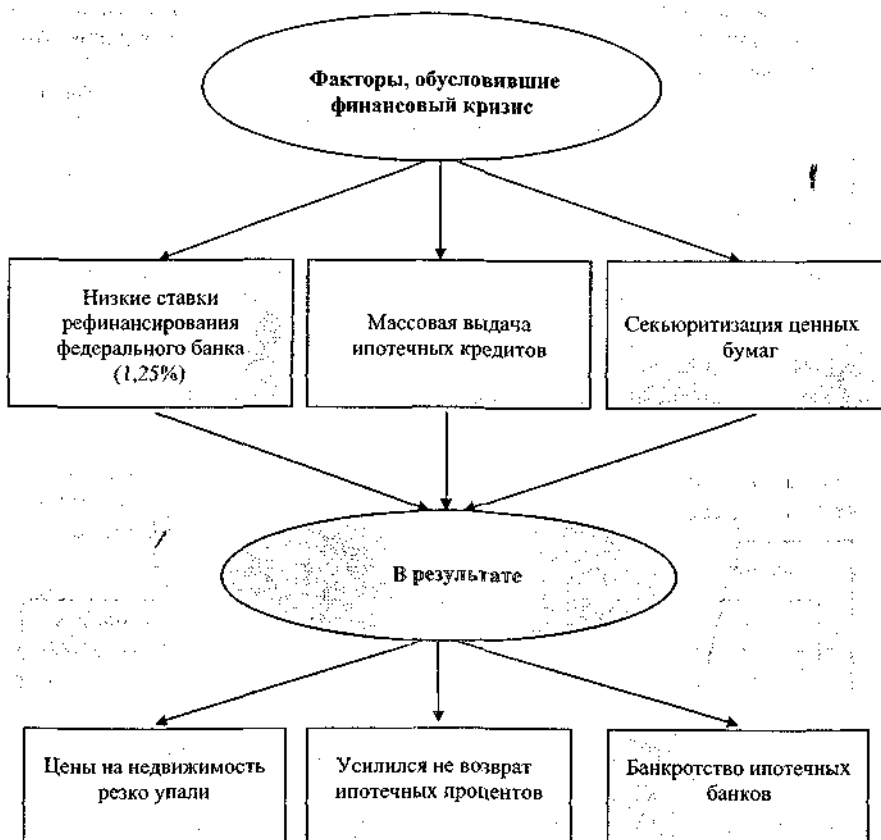 Факторы, обусловившие
финансовый кризис
Низкие ставки
рефинансирования
федерального банка
(1,25%)
Массовая выдача
ипотечных кредитов
Секьюритизация ценных
бумаг
В результате
Цены на недвижимость
резко упали
Усилился не возврат
ипотечных процентов
Банкротство ипотечных
банков